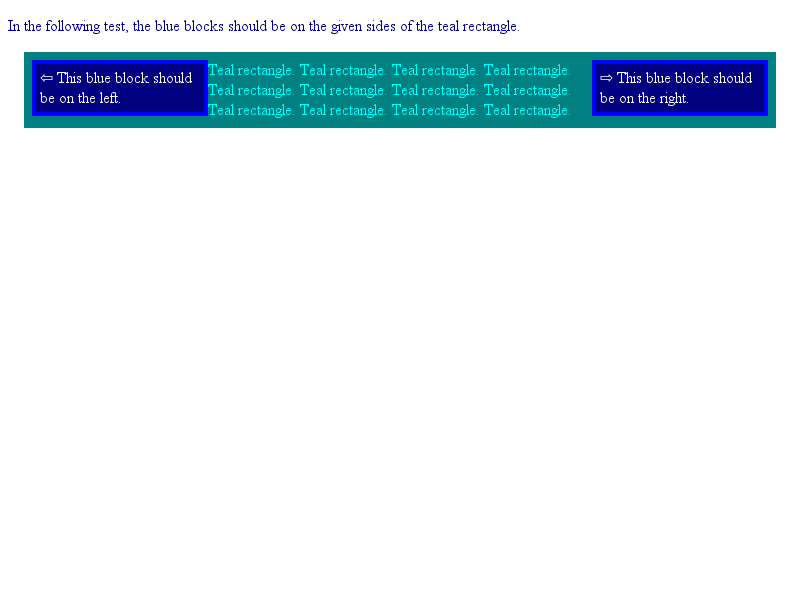 In the following test, the blue blocks should be on the given sides of the teal rectangle.
⇦ This blue block should
be on the left.
Teal rectangle. Teal rectangle. Teal rectangle. Teal rectangle.
Teal rectangle. Teal rectangle. Teal rectangle. Teal rectangle.
Teal rectangle. Teal rectangle. Teal rectangle. Teal rectangle.
⇨ This blue block should
be on the right.